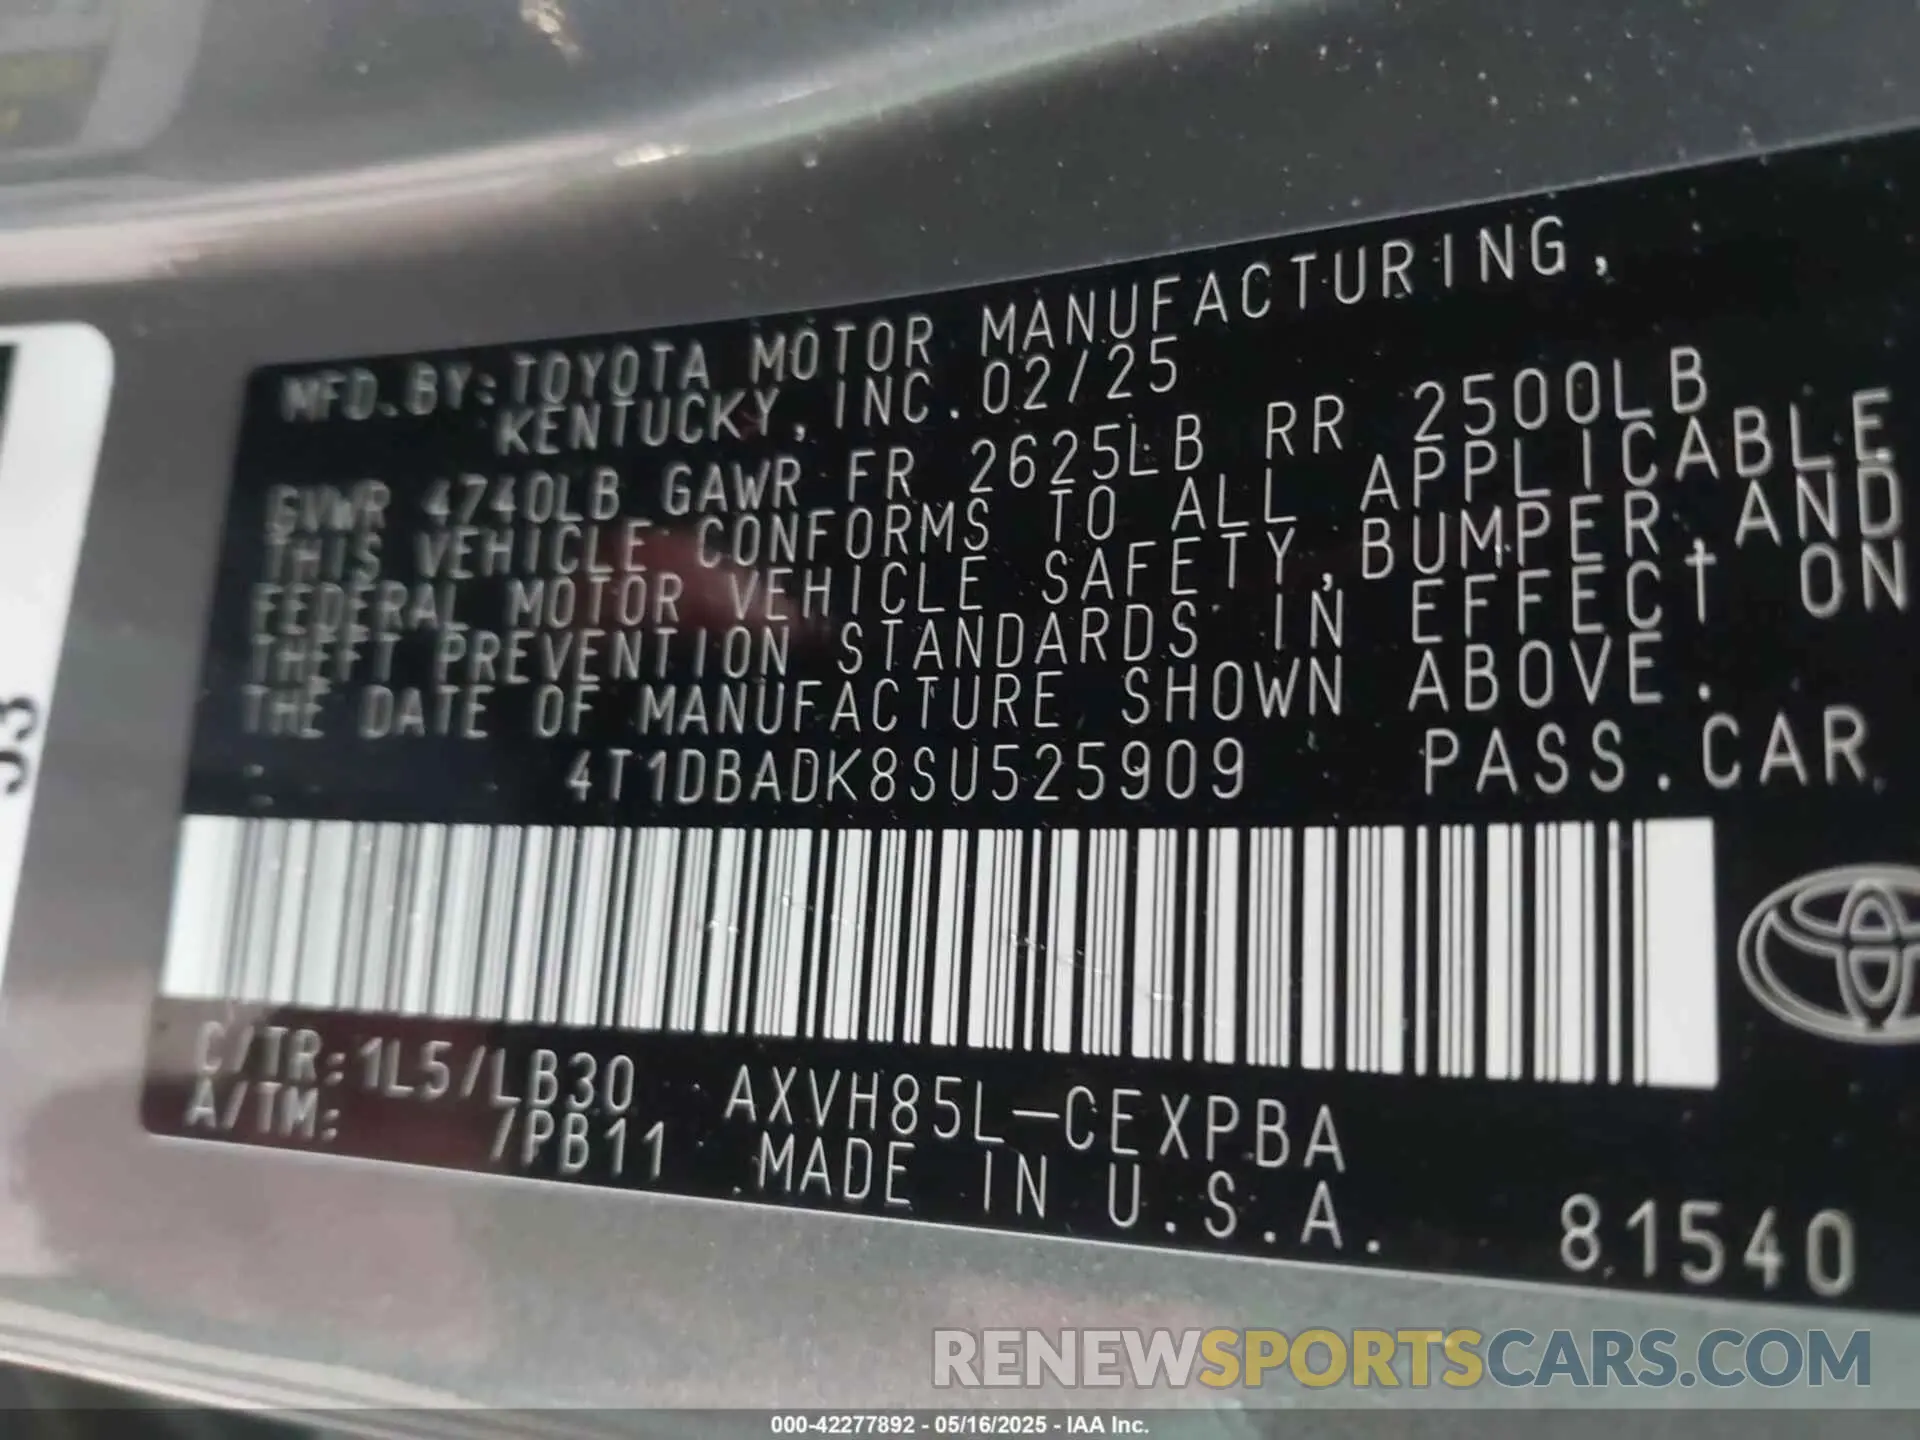 MFD.BY:TOYOTA MOTOR MANUFACTURING,
KENTUCKY, INC. 02/25
GVWR 4740LB GAWR FR 2625LB RR 2500LB
THIS VEHICLE CONFORMS TO ALL APPLICABLE
FEDERAL MOTOR VEHICLE SAFETY, BUMPER, AND
THEFT PREVENTION STANDARDS IN EFFECT ON
THE DATE OF MANUFACTURE SHOWN ABOVE.
4T1DBADK8SU525909 PASS.CAR
C/TR:1L5/LB30 AXVH85L-CEXPBA
A/TM: /PB11 MADE IN U.S.A.
81540
RENEWSPORTSCARS.COM
000-42277892 - 05/16/2025 - IAA Inc.